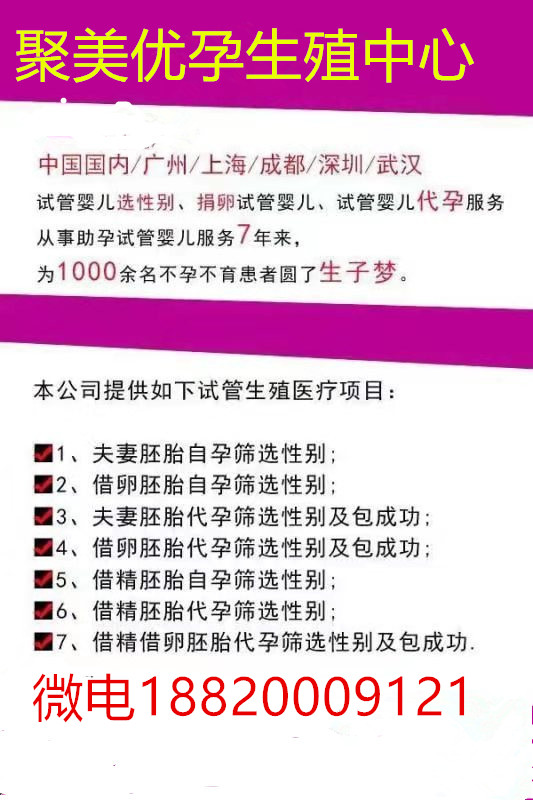 聚美优孕生殖中心
中国国内/广州/上海/成都/深圳/武汉
试管婴儿选性别、捐卵试管婴儿、试管婴儿代孕服务
从事助孕试管婴儿服务7年来，
为1000余名不孕不育患者圆了生子梦。
本公司提供如下试管生殖医疗项目：
1、夫妻胚胎自孕筛选性别；
2、借卵胚胎自孕筛选性别；
3、夫妻胚胎代孕筛选性别及包成功；
4、借卵胚胎代孕筛选性别及包成功；
5、借精胚胎自孕筛选性别；
6、借精胚胎代孕筛选性别；
7、借精借卵胚胎代孕筛选性别及包成功.
微电18820009121